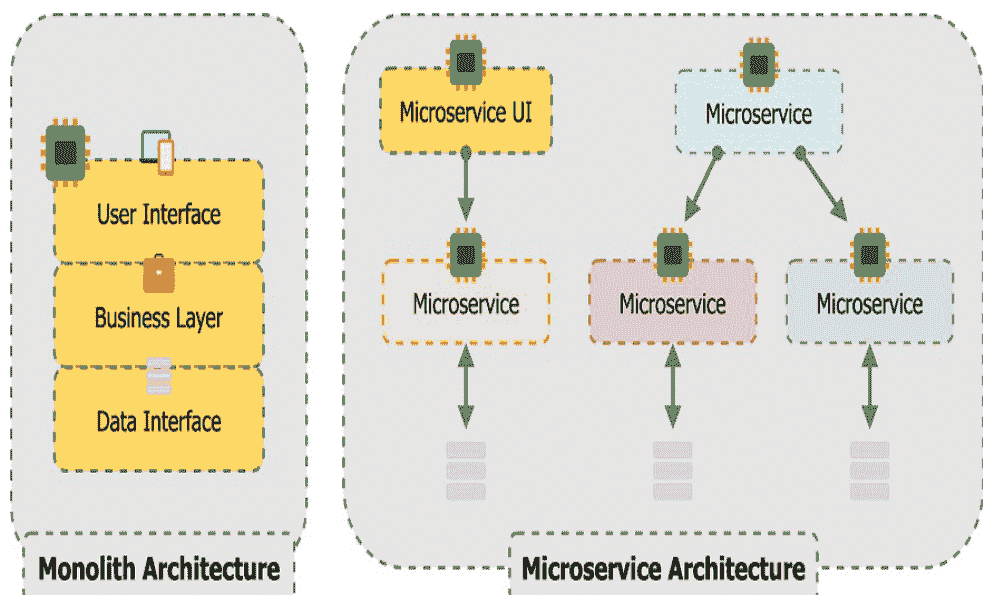 User Interface
Business Layer
Data Interface
Monolith Architecture
Microservice UI
Microservice
Microservice
Microservice
Microservice
Microservice Architecture